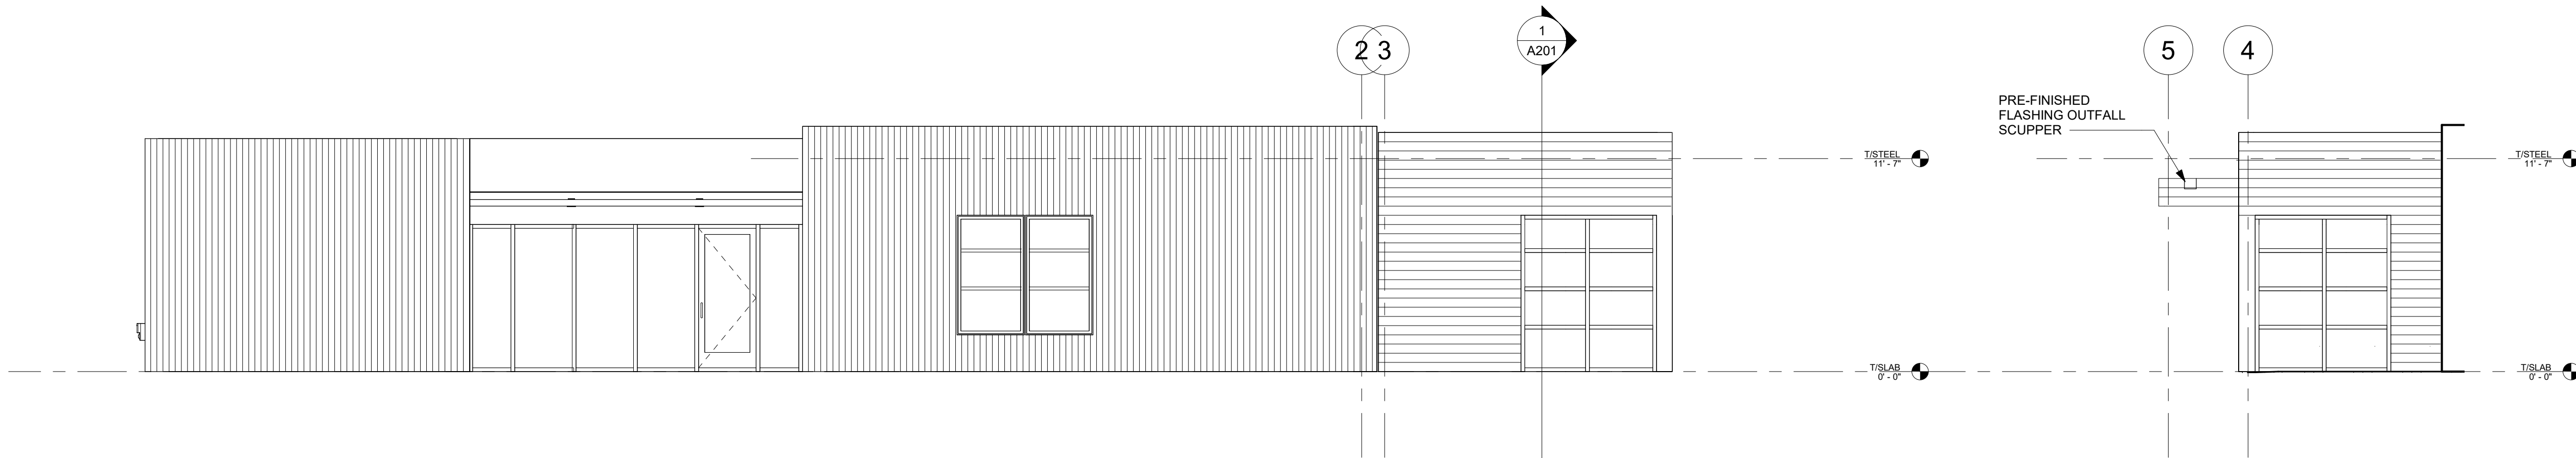 2
3
1
A201
5
4
PRE-FINISHED
FLASHING OUTFALL
SCUPPER
T/STEEL
11' - 7"
T/STEEL
11' - 7"
T/SLAB
0' - 0"
T/SLAB
0' - 0"